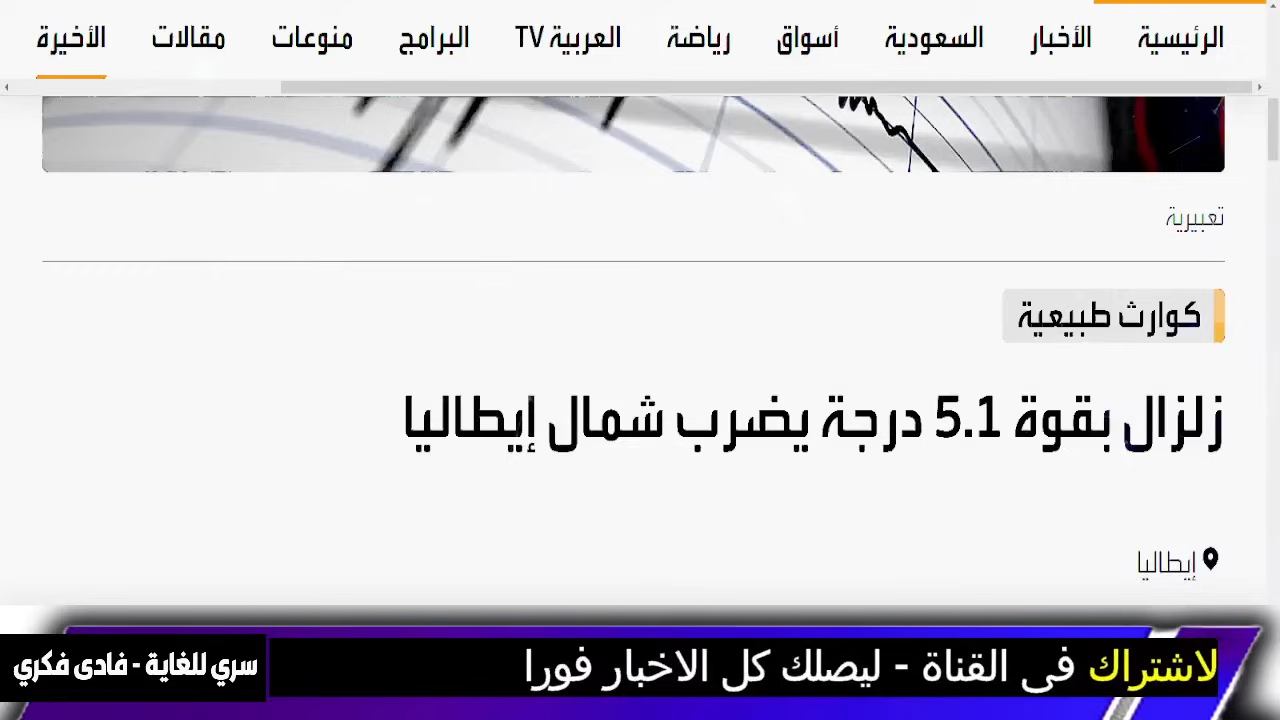 الرئيسية الأخبار السعودية أسواق رياضة العربية TV البرامج منوعات مقالات الأخيرة
تعبيرية
كوارث طبيعية
زلزال بقوة 5.1 درجة يضرب شمال إيطاليا
إيطاليا
لاشتراك فى القناة - ليصلك كل الاخبار فورا
سري للغاية - فادى فكري